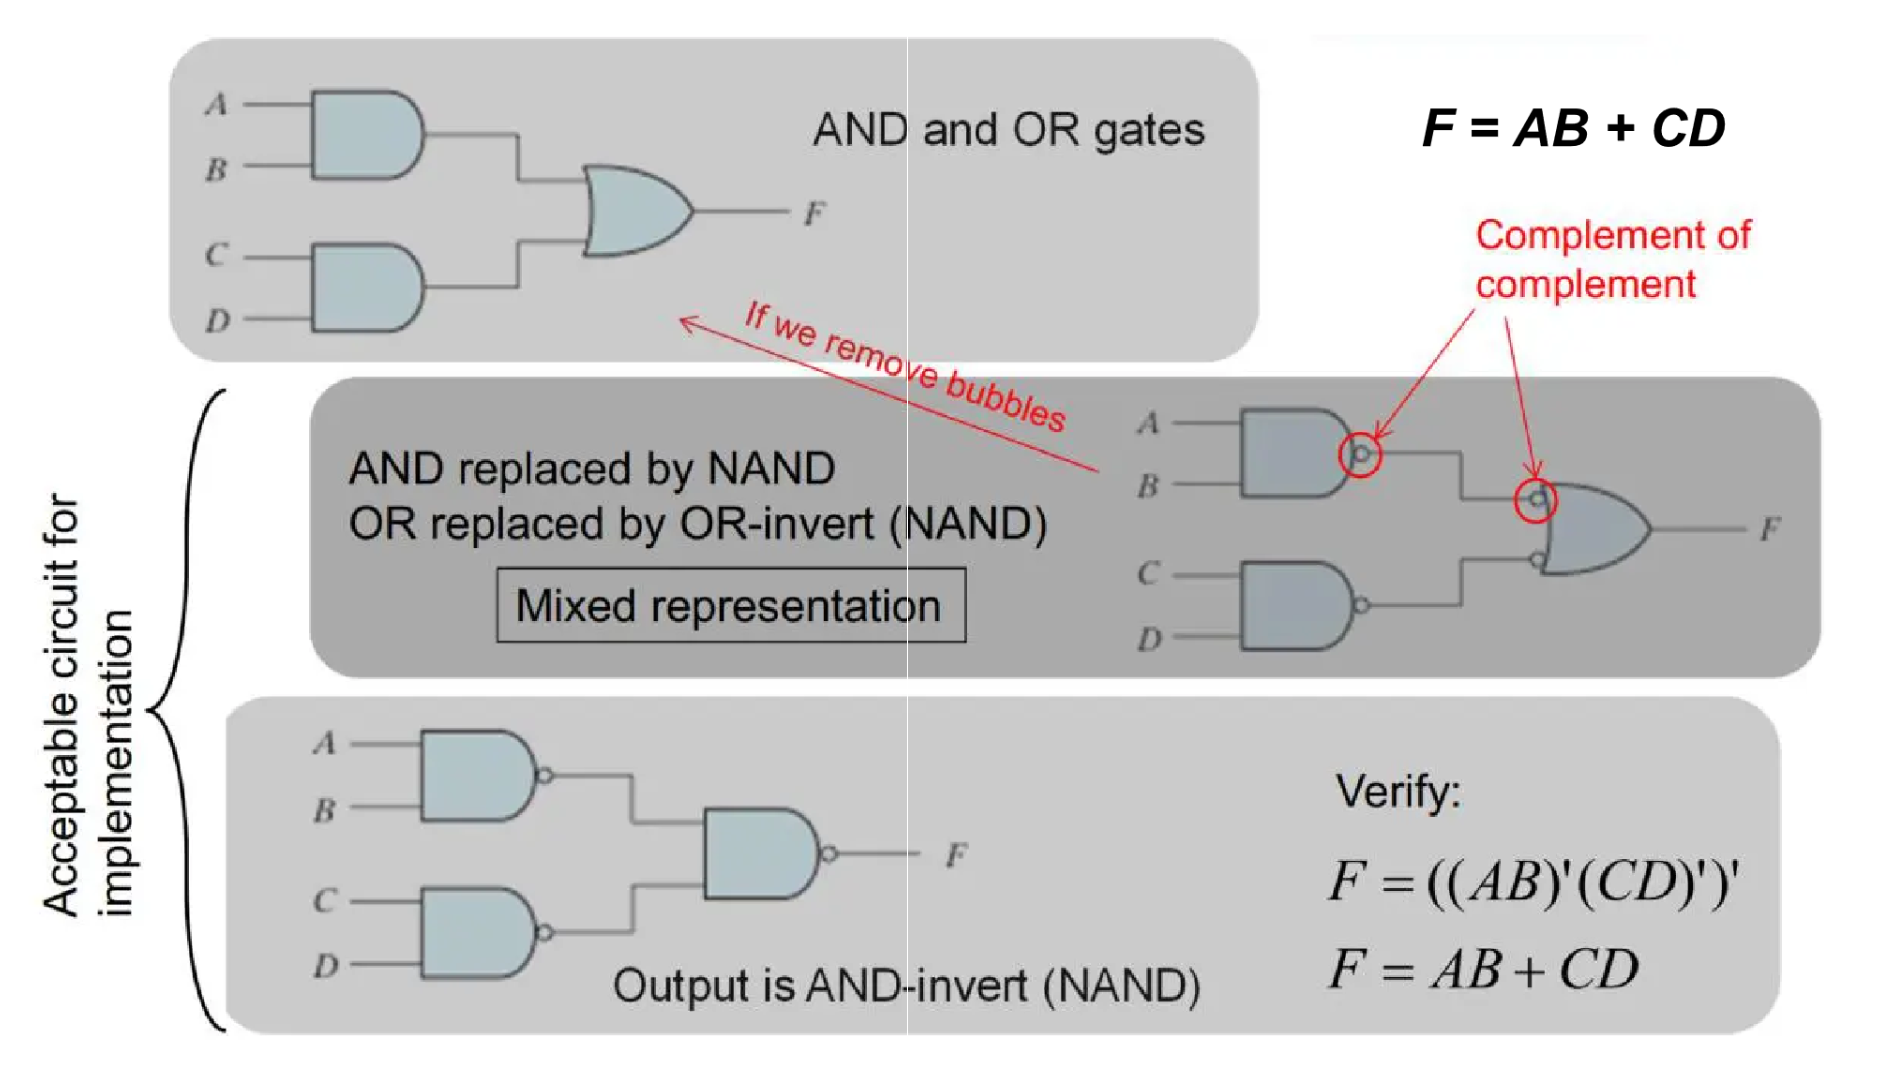 A
B
C
D
F
AND and OR gates
F = AB + CD
Complement of
complement
If we remove bubbles
Acceptable circuit for
implementation
AND replaced by NAND
OR replaced by OR-invert (NAND)
Mixed representation
A
B
C
D
F
A
B
C
D
F
Output is AND-invert (NAND)
Verify:
F = ((AB)'(CD)')'
F = AB + CD